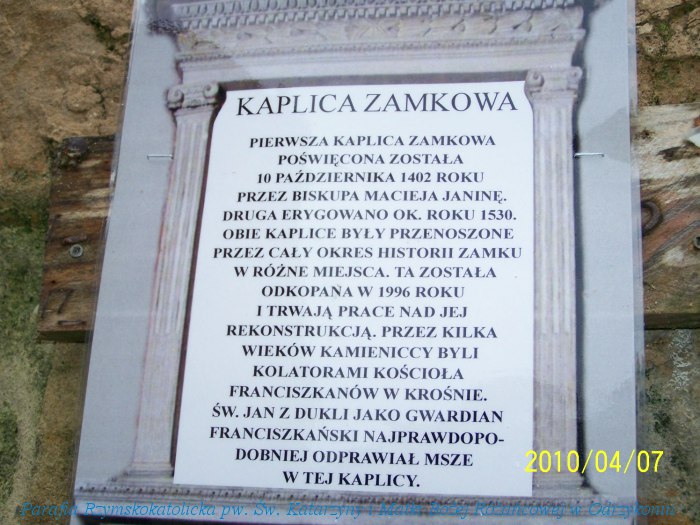 KAPLICA ZAMKOWA
PIERWSZA KAPLICA ZAMKOWA
POŚWIĘCONA ZOSTAŁA
10 PAŹDZIERNIKA 1402 ROKU
PRZEZ BISKUPA MACIEJA JANINĘ.
DRUGA ERYGOWANO OK. ROKU 1530.
OBIE KAPLICE BYŁY PRZENOSZONE
PRZEZ CAŁY OKRES HISTORII ZAMKU
W RÓŻNE MIEJSCA. TA ZOSTAŁA
ODKOPANA W 1996 ROKU
I TRWAJĄ PRACE NAD JEJ
REKONSTRUKCJĄ. PRZEZ KILKA
WIEKÓW KAMIENICCY BYLI
KOLATORAMI KOŚCIOŁA
FRANCISZKANÓW W KROŚNIE.
ŚW. JAN Z DUKLI JAKO GWARDIAN
FRANCISZKAŃSKI NAJPRAWDOPO-
DOBNIEJ ODPRAWIAŁ MSZE
W TEJ KAPLICY.
2010/04/07
Parafia Rzymskokatolicka pw. Św. Katarzyny i Matki Bożej Różańcowej w Odrzykoniu